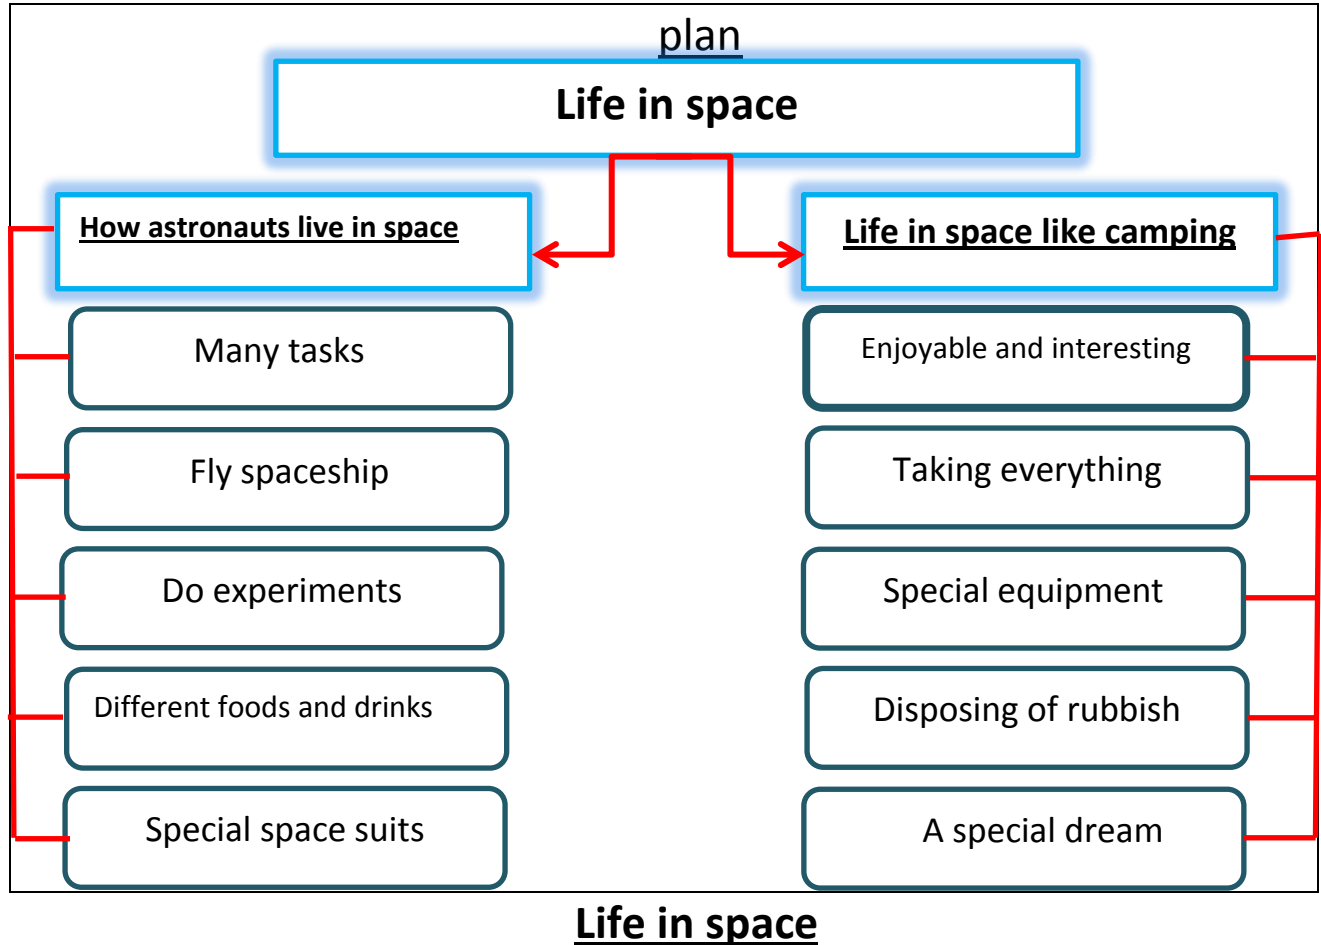 plan
Life in space
How astronauts live in space
Many tasks
Fly spaceship
Do experiments
Different foods and drinks
Special space suits
Life in space like camping
Enjoyable and interesting
Taking everything
Special equipment
Disposing of rubbish
A special dream
Life in space